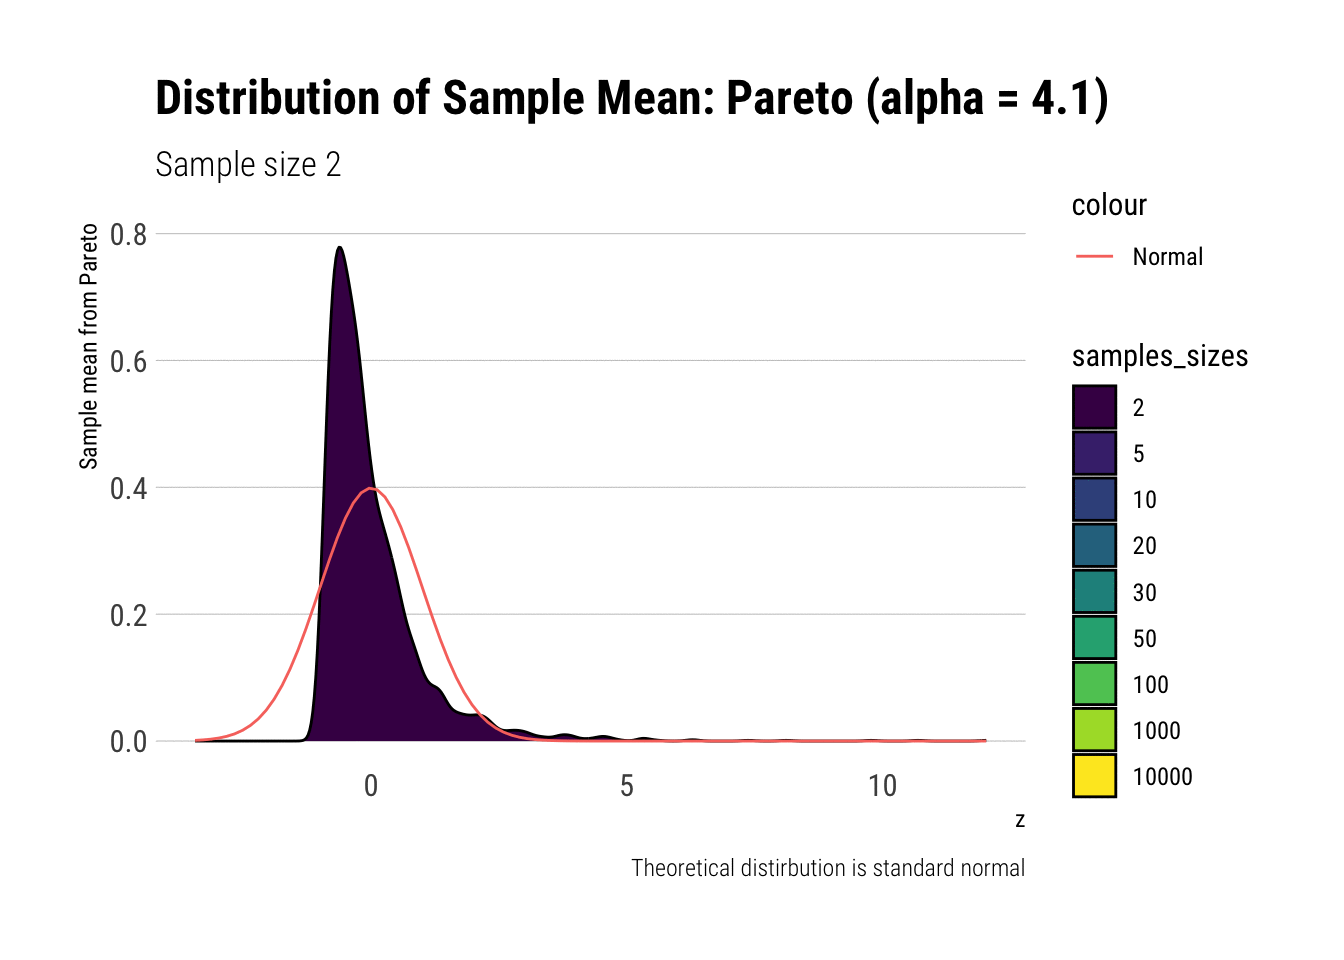 Distribution of Sample Mean: Pareto (alpha = 4.1)
Sample size 2
Sample mean from Pareto
0.8
0.6
0.4
0.2
0.0
0
5
10
z
Theoretical distirbution is standard normal
colour
Normal
samples_sizes
2
5
10
20
30
50
100
1000
10000